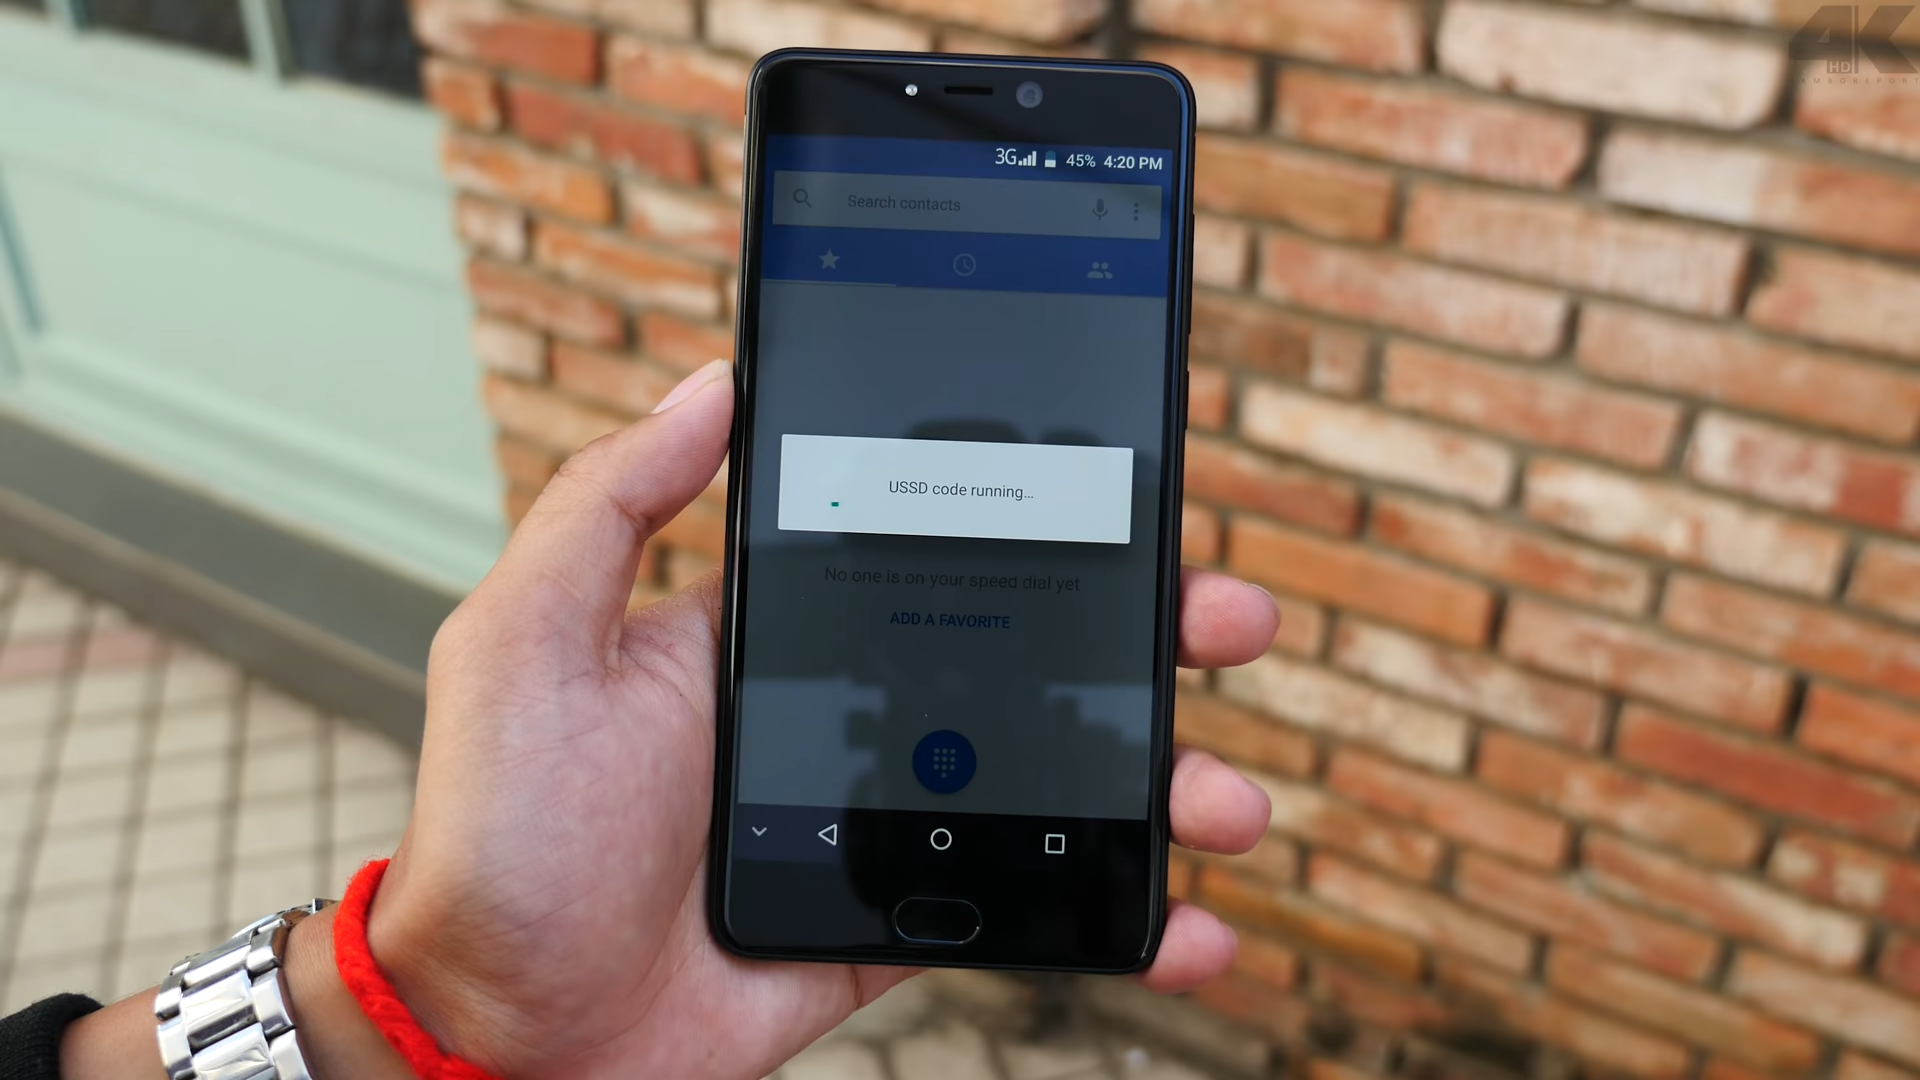 4K
HD
3G 45% 4:20 PM
Search contacts
USSD code running...
No one is on your speed dial yet
ADD A FAVORITE